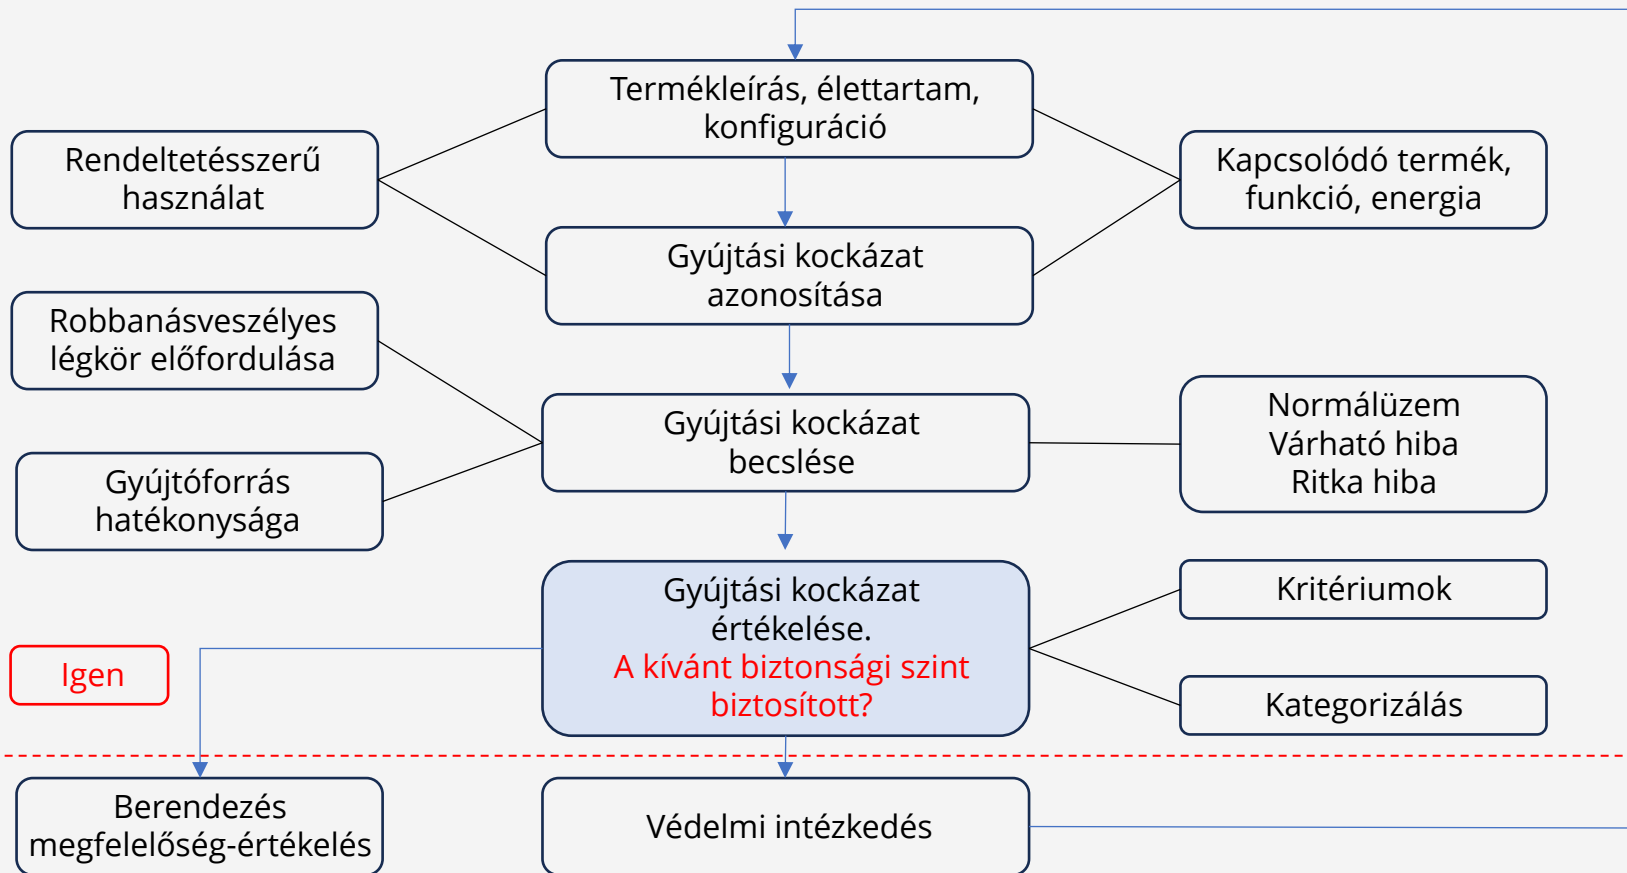 Termékleírás, élettartam,
konfiguráció
Rendeltetésszerű
használat
Kapcsolódó termék,
funkció, energia
Gyújtási kockázat
azonosítása
Robbanásveszélyes
légkör előfordulása
Gyújtási kockázat
becslése
Normálüzem
Várható hiba
Ritka hiba
Gyújtóforrás
hatékonysága
Gyújtási kockázat
értékelése.
A kívánt biztonsági szint
biztosított?
Kritériumok
Igen
Kategorizálás
Berendezés
megfelelőség-értékelés
Védelmi intézkedés